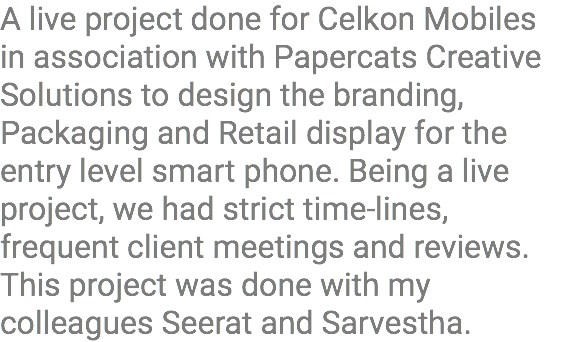 A live project done for Celkon Mobiles
in association with Papercats Creative
Solutions to design the branding,
Packaging and Retail display for the
entry level smart phone. Being a live
project, we had strict time-lines,
frequent client meetings and reviews.
This project was done with my
colleagues Seerat and Sarvestha.